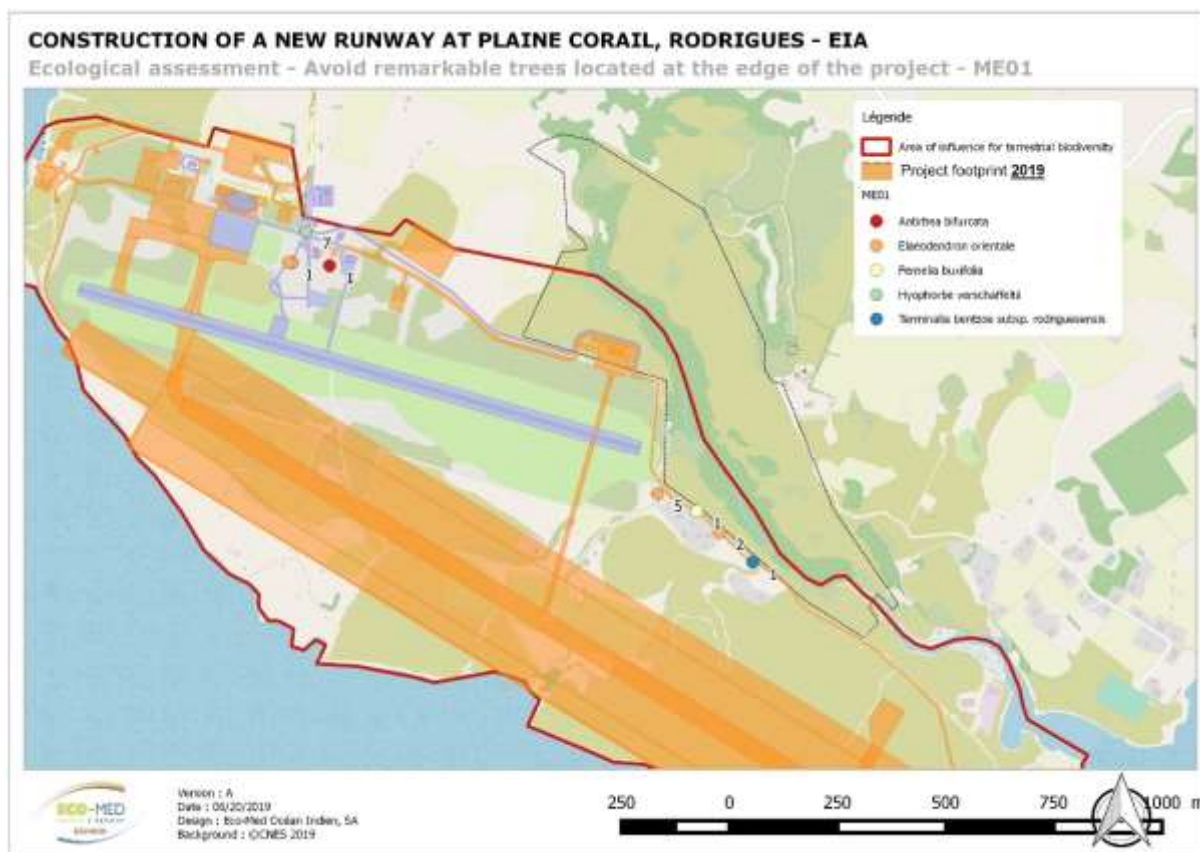 CONSTRUCTION OF A NEW RUNWAY AT PLAINE CORAIL, RODRIGUES - EIA
Ecological assessment - Avoid remarkable trees located at the edge of the project - ME01
Légende
Area of influence for terrestrial biodiversity
Project footprint 2019
ME01
Antirhea bifurcata
Elaeodendron orientale
Fernelia buxifolia
Hyophorbe verschaffeltii
Terminalia bentzoe subsp. rodriguesensis
7
1
1
5
1
2
1
ECO-MED
Version : A
Date : 06/20/2019
Design : Eco-Med Océan Indien, SA
Background : ©CNES 2019
250 0 250 500 750 1000 m